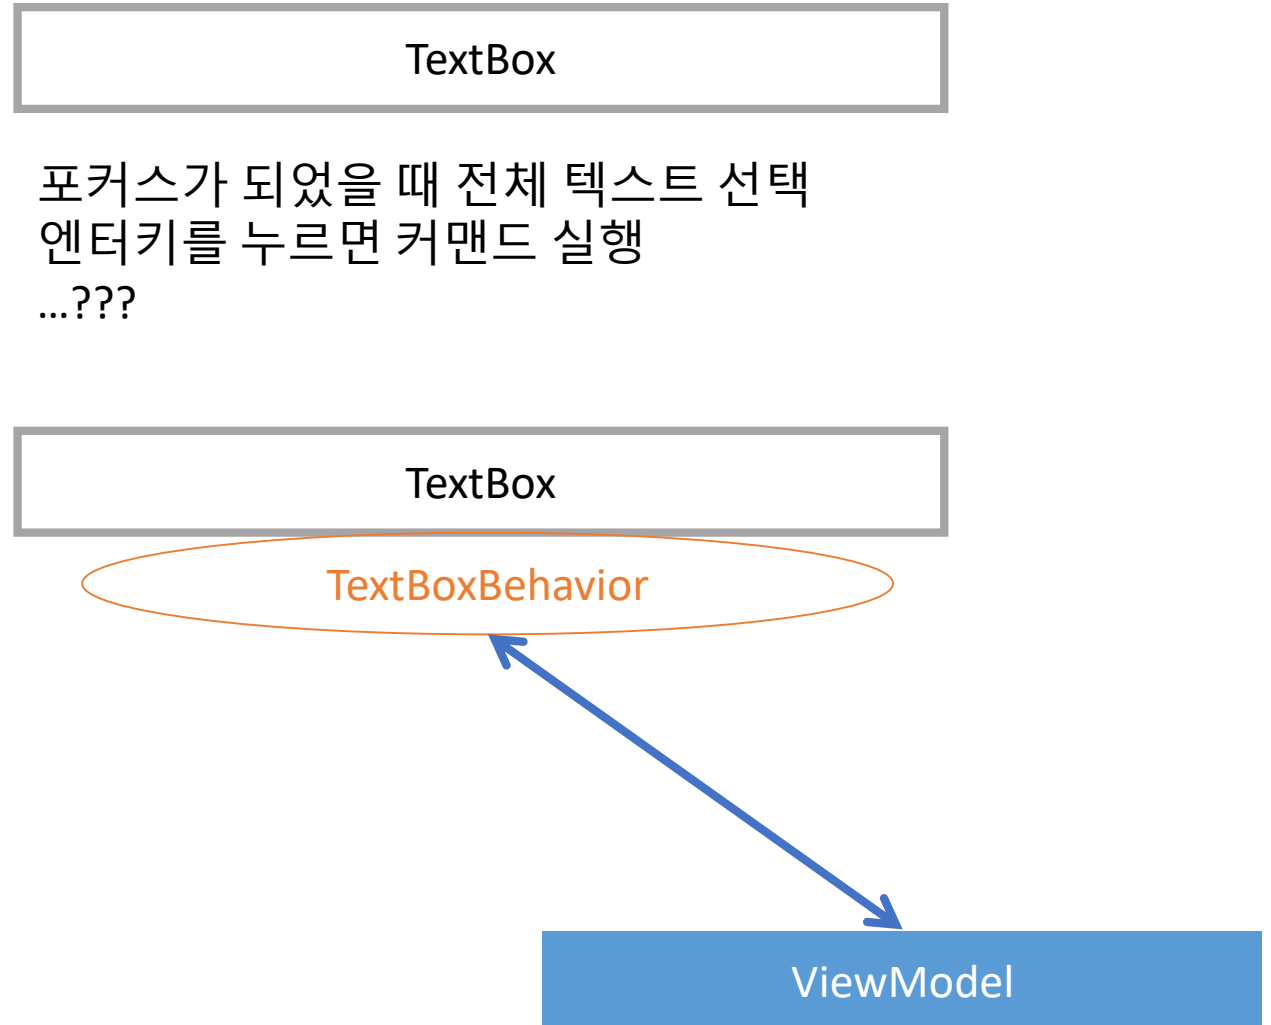 TextBox
포커스가 되었을 때 전체 텍스트 선택
엔터키를 누르면 커맨드 실행
...???
TextBox
TextBoxBehavior
ViewModel